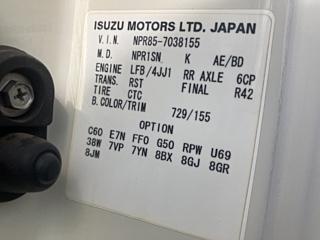 ISUZU MOTORS LTD. JAPAN
V.I.N. NPR85-7038155
M.D. NPR1SN K AE/BD
ENGINE LFB/4JJ1 RR AXLE 6CP
TRANS. RST FINAL R42
TIRE CTC
B.COLOR/TRIM 729/155
OPTION
C60 E7N FF0 G50 RPW U69
38W 7VP 7YN 8BX 8GJ 8GR
8JM